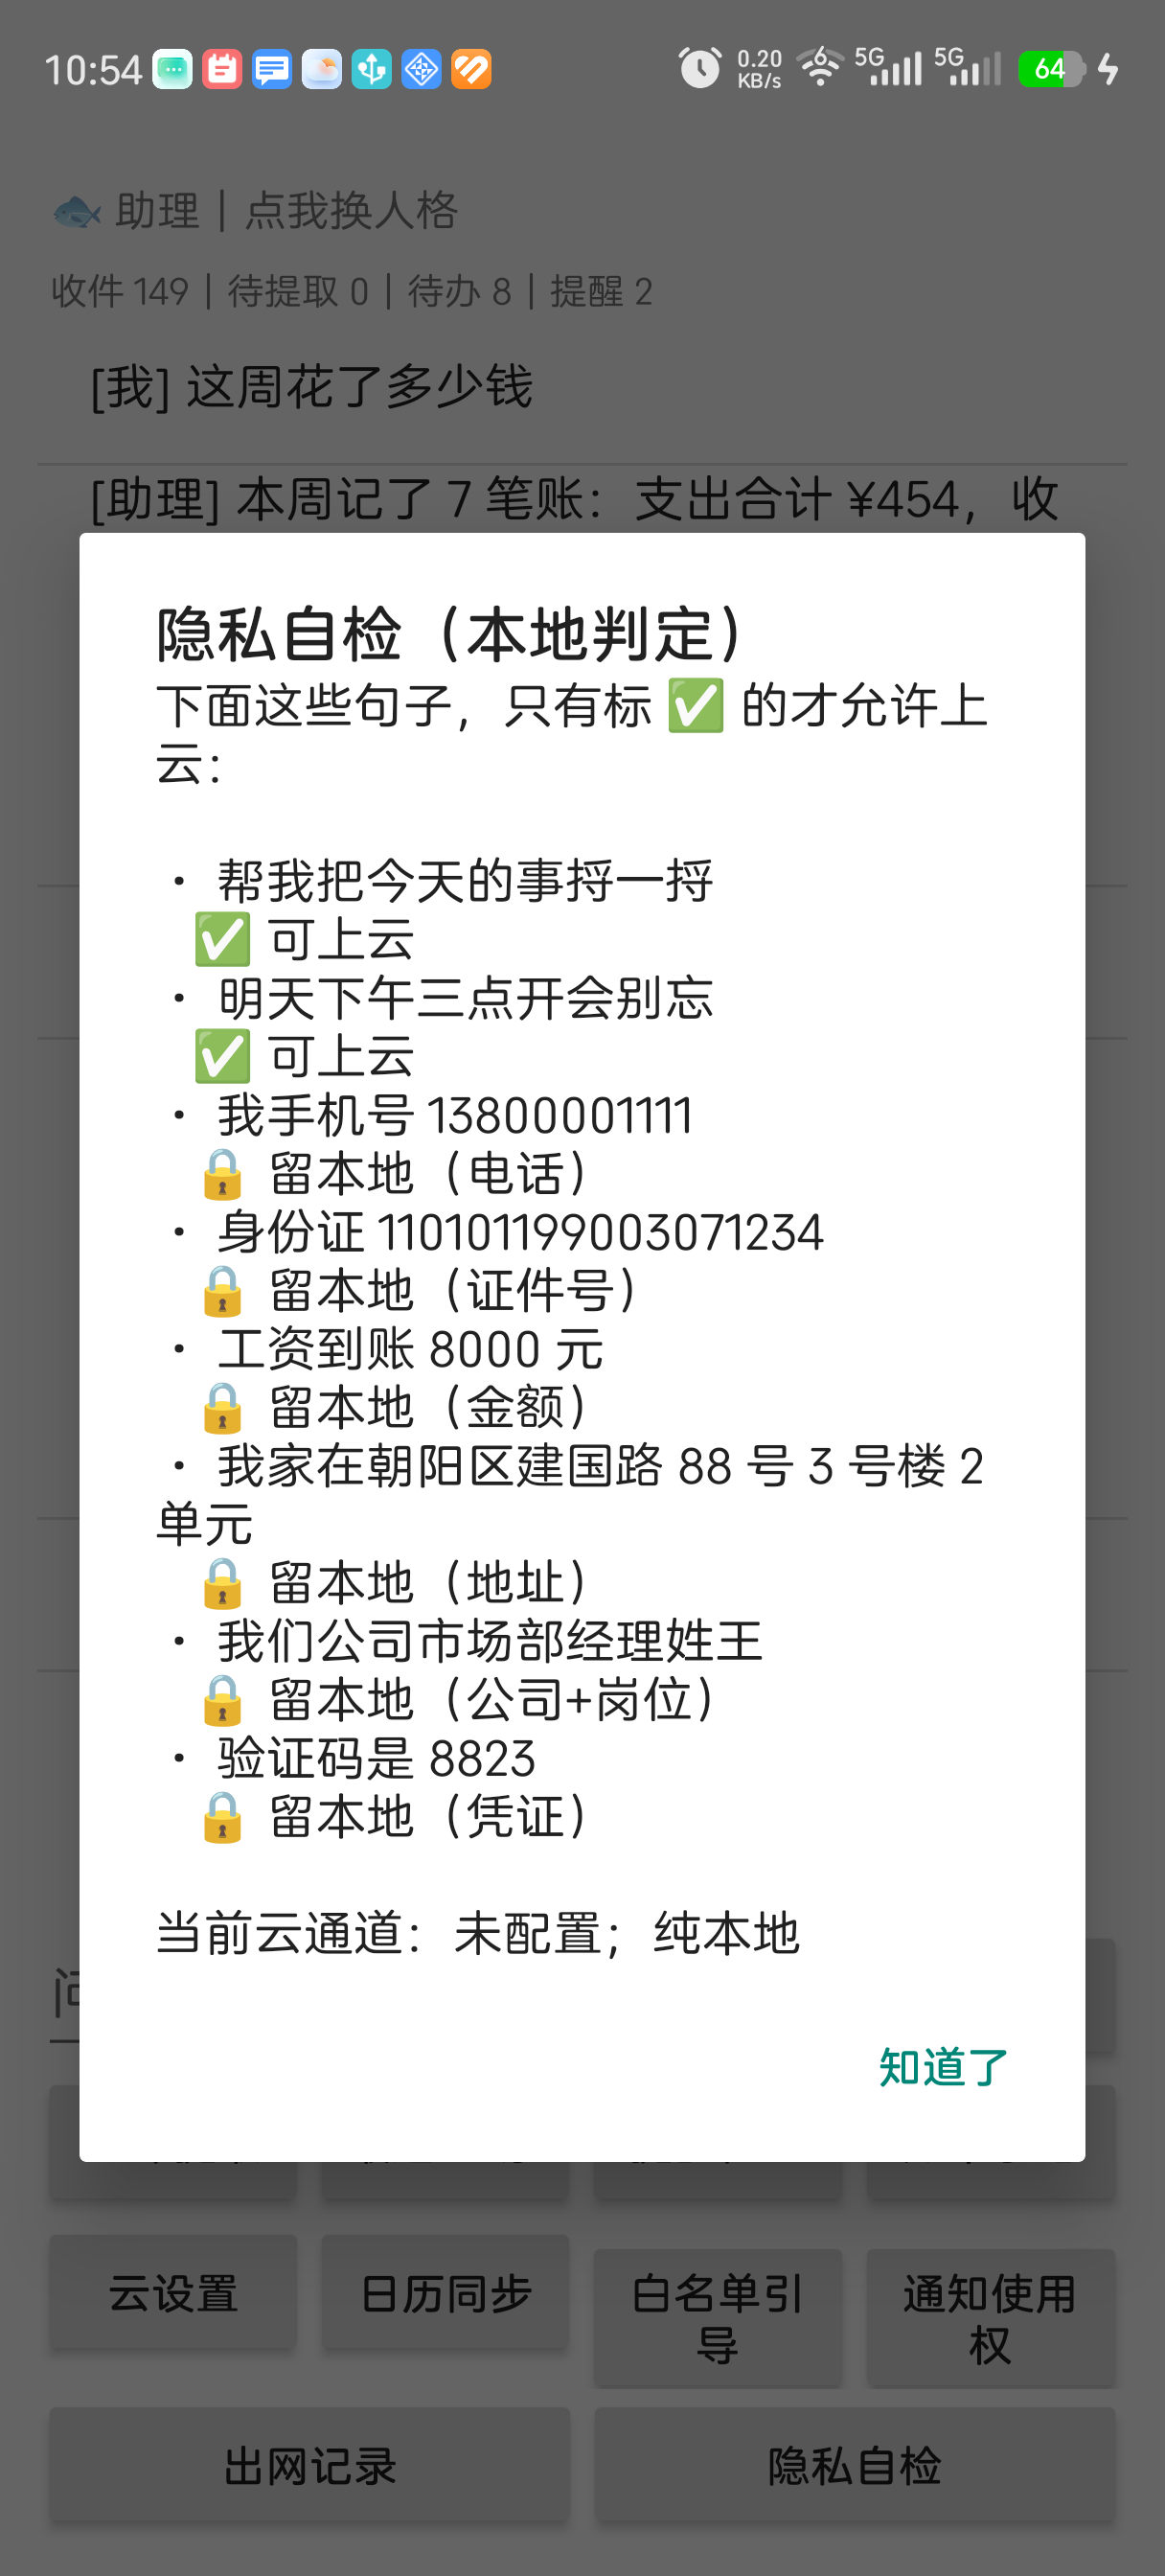 10:54 0.20 KB/s 6 5G 5G 64
助理｜点我换人格
收件 149｜待提取 0｜待办 8｜提醒 2
[我] 这周花了多少钱
[助理] 本周记了 7 笔账：支出合计 ¥454，收
隐私自检（本地判定）
下面这些句子，只有标 ✅ 的才允许上
云：
· 帮我把今天的事捋一捋
✅ 可上云
· 明天下午三点开会别忘
✅ 可上云
· 我手机号 13800001111
🔒 留本地（电话）
· 身份证 110101199003071234
🔒 留本地（证件号）
· 工资到账 8000 元
🔒 留本地（金额）
· 我家在朝阳区建国路 88 号 3 号楼 2
单元
🔒 留本地（地址）
· 我们公司市场部经理姓王
🔒 留本地（公司+岗位）
· 验证码是 8823
🔒 留本地（凭证）
当前云通道：未配置；纯本地
知道了
云设置
日历同步
白名单引
导
通知使用
权
出网记录
隐私自检